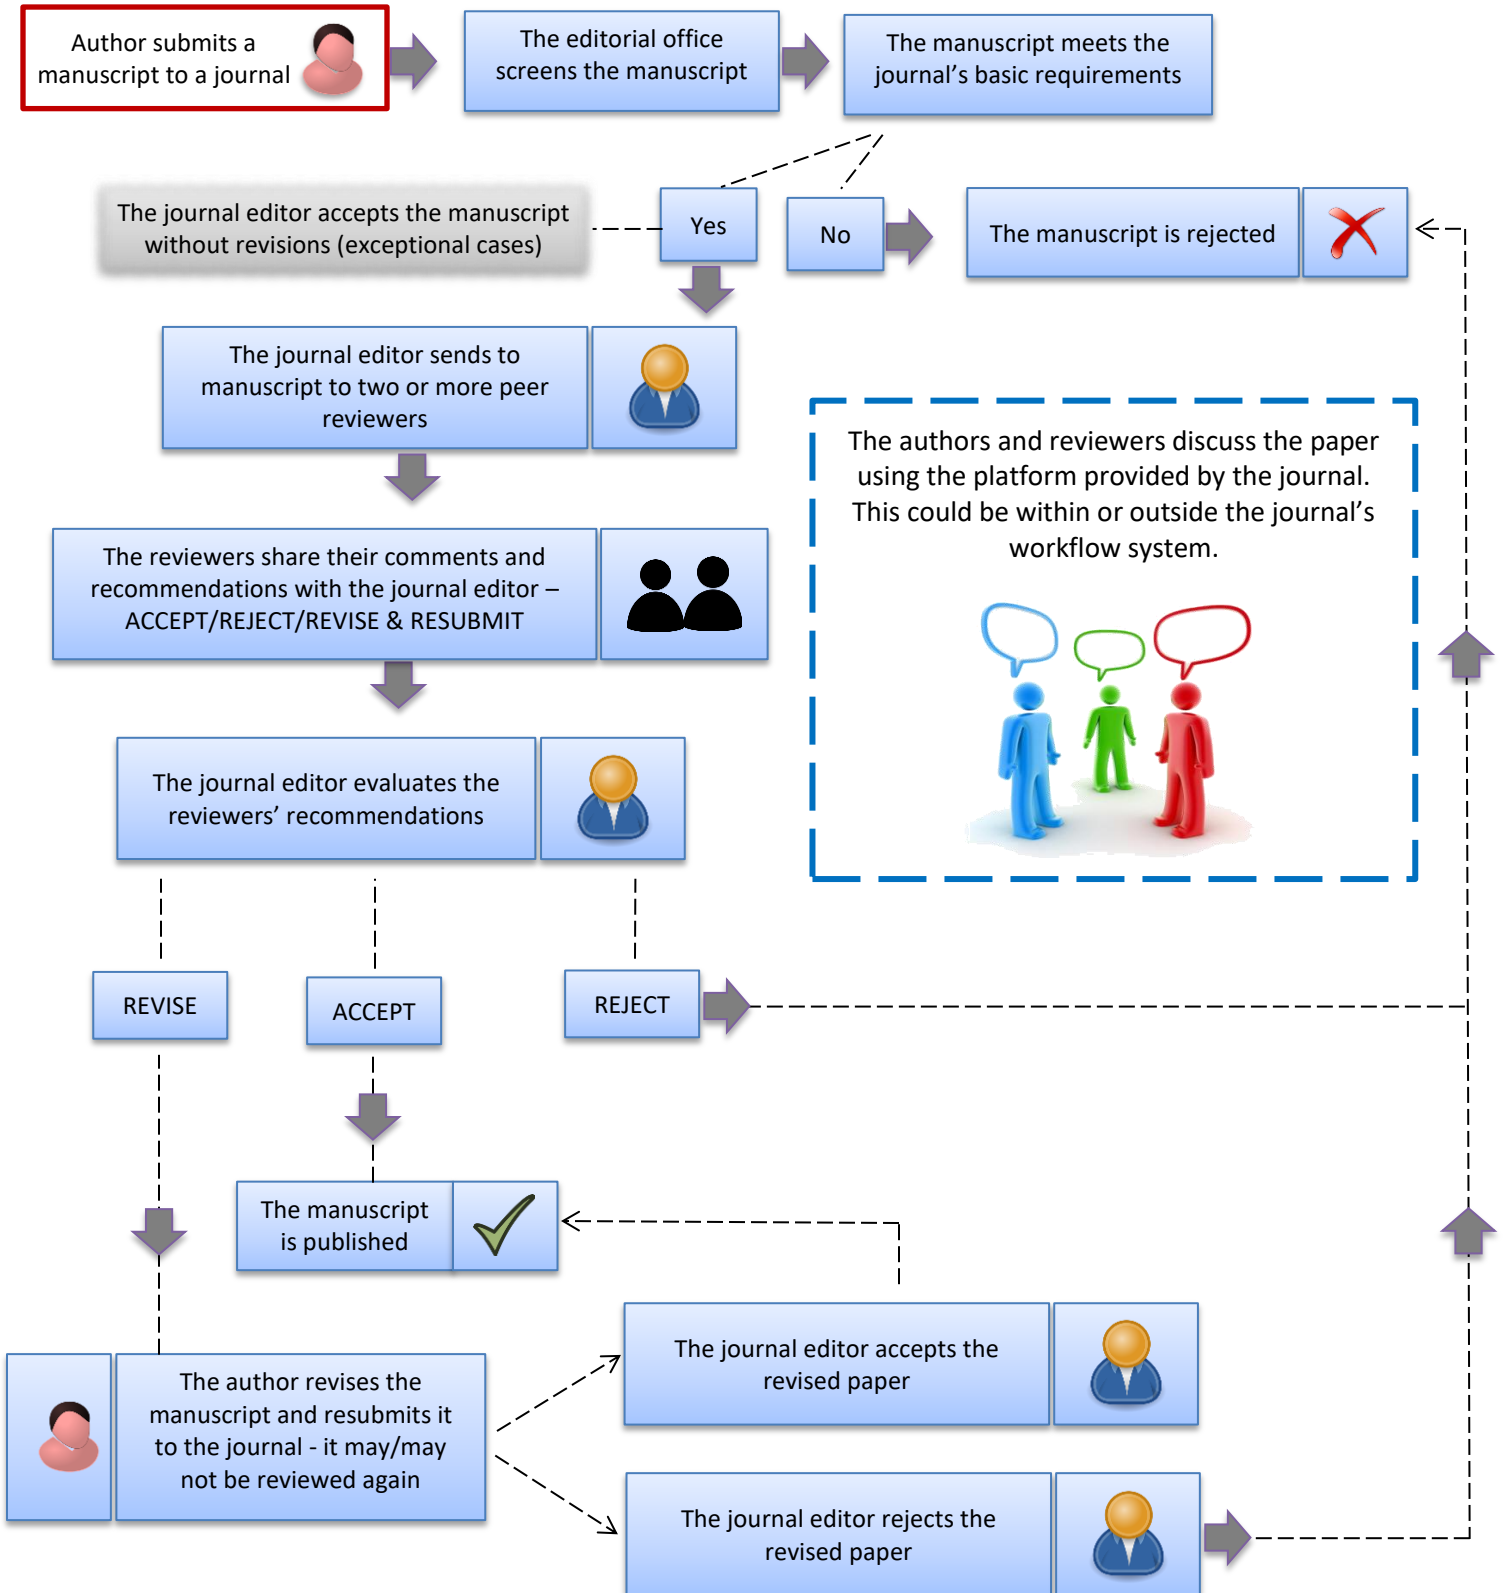 Author submits a
manuscript to a journal
The editorial office
screens the manuscript
The manuscript meets the
journal’s basic requirements
The journal editor accepts the manuscript
without revisions (exceptional cases)
Yes
No
The manuscript is rejected
The journal editor sends to
manuscript to two or more peer
reviewers
The authors and reviewers discuss the paper
using the platform provided by the journal.
This could be within or outside the journal’s
workflow system.
The reviewers share their comments and
recommendations with the journal editor –
ACCEPT/REJECT/REVISE & RESUBMIT
The journal editor evaluates the
reviewers’ recommendations
REVISE
ACCEPT
REJECT
The manuscript
is published
The journal editor accepts the
revised paper
The author revises the
manuscript and resubmits it
to the journal - it may/may
not be reviewed again
The journal editor rejects the
revised paper